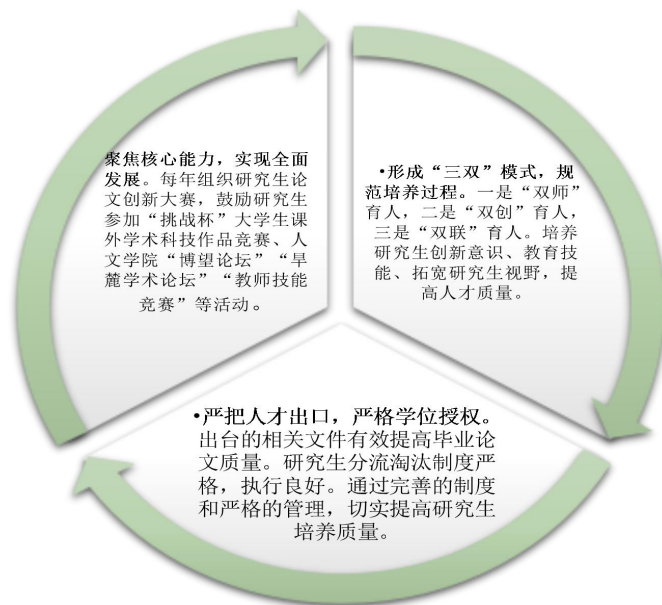 聚焦核心能力，实现全面
发展。每年组织研究生论
文创新大赛，鼓励研究生
参加“挑战杯”大学生课
外学术科技作品竞赛、人
文学院“博望论坛”“旱
麓学术论坛”“教师技能
竞赛”等活动。
•形成“三双”模式，规
范培养过程。一是“双师”
育人，二是“双创”育人，
三是“双联”育人。培养
研究生创新意识、教育技
能、拓宽研究生视野，提
高人才质量。
•严把人才出口，严格学位授权。
出台的相关文件有效提高毕业论
文质量。研究生分流淘汰制度严
格，执行良好。通过完善的制度
和严格的管理，切实提高研究生
培养质量。